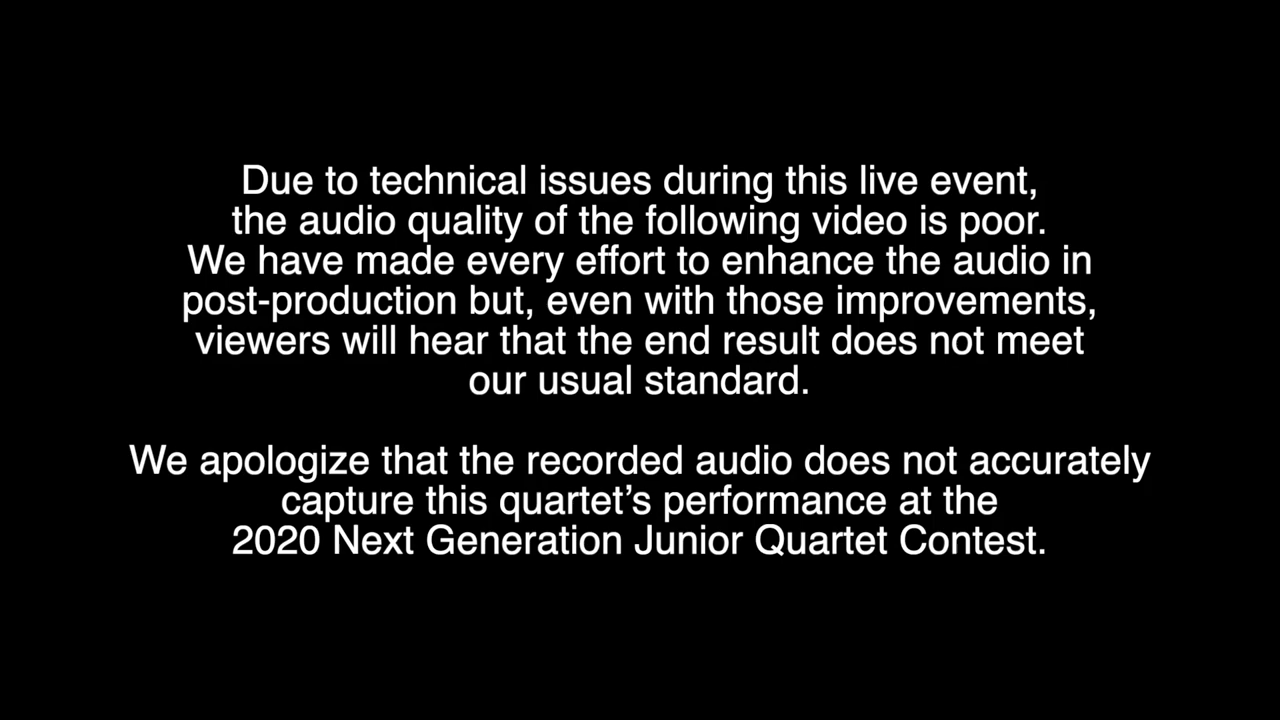 Due to technical issues during this live event,
the audio quality of the following video is poor.
We have made every effort to enhance the audio in
post-production but, even with those improvements,
viewers will hear that the end result does not meet
our usual standard.
We apologize that the recorded audio does not accurately
capture this quartet’s performance at the
2020 Next Generation Junior Quartet Contest.